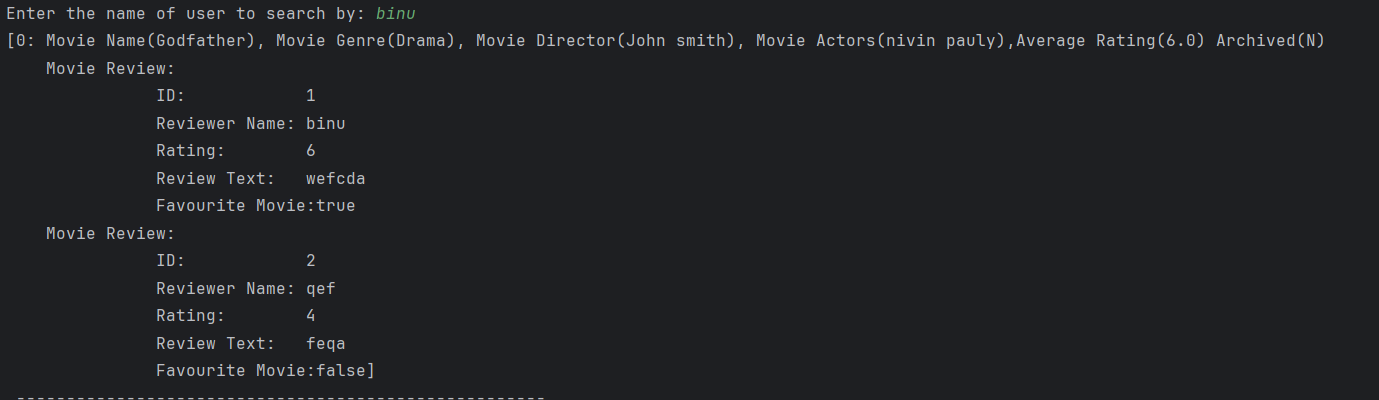 Enter the name of user to search by: binu
[0: Movie Name(Godfather), Movie Genre(Drama), Movie Director(John smith), Movie Actors(nivin pauly),Average Rating(6.0) Archived(N)
    Movie Review:
               ID:            1
               Reviewer Name: binu
               Rating:        6
               Review Text:   wefcda
               Favourite Movie:true
    Movie Review:
               ID:            2
               Reviewer Name: qef
               Rating:        4
               Review Text:   feqa
               Favourite Movie:false]
 -----------------------------------------------------